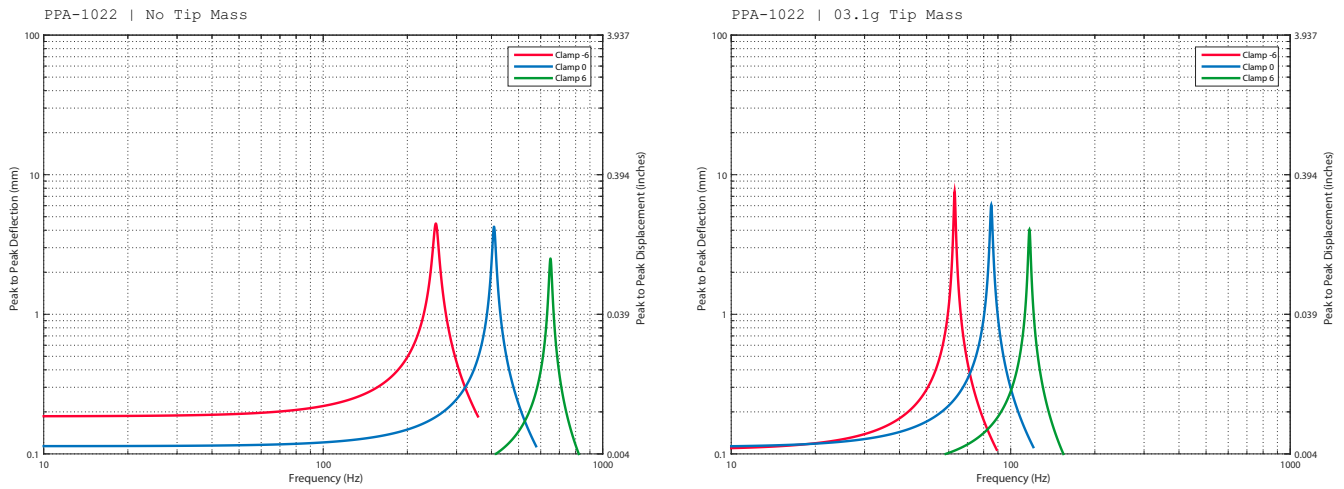 PPA-1022 | No Tip Mass
100
10
1
0.1
3.937
0.394
0.039
0.004
Clamp -6
Clamp 0
Clamp 6
Peak to Peak Deflection (mm)
Peak to Peak Displacement (inches)
10
100
1000
Frequency (Hz)
PPA-1022 | 03.1g Tip Mass
100
10
1
0.1
3.937
0.394
0.039
0.004
Clamp -6
Clamp 0
Clamp 6
Peak to Peak Deflection (mm)
Peak to Peak Displacement (inches)
10
100
1000
Frequency (Hz)